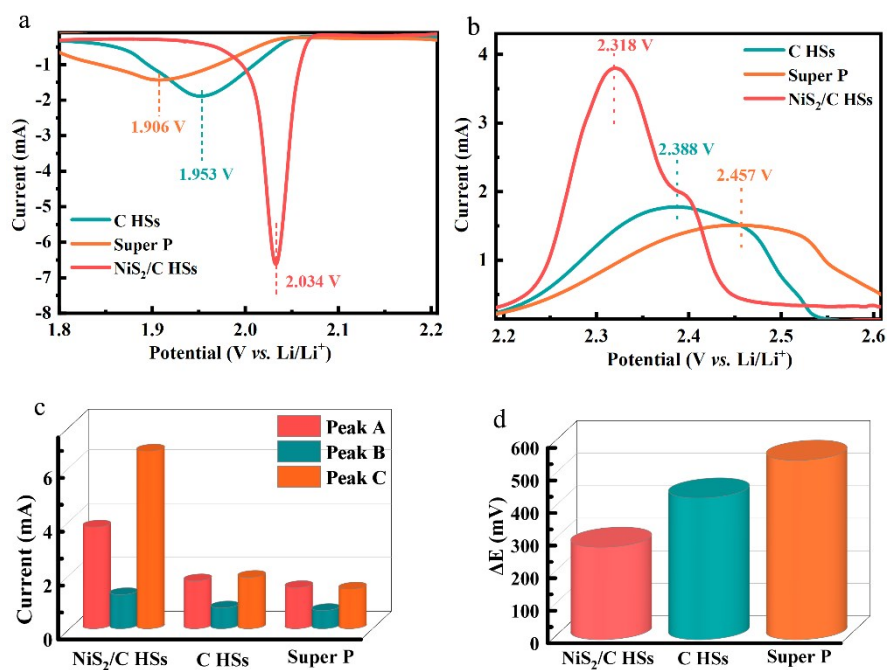 a
-1
-2
-3
-4
-5
-6
-7
-8
1.8
1.9
2.0
2.1
2.2
Current (mA)
Potential (V vs. Li/Li⁺)
1.906 V
1.953 V
2.034 V
C HSs
Super P
NiS₂/C HSs
b
4
3
2
1
2.2
2.3
2.4
2.5
2.6
Current (mA)
Potential (V vs. Li/Li⁺)
2.318 V
2.388 V
2.457 V
C HSs
Super P
NiS₂/C HSs
c
6
4
2
0
Current (mA)
Peak A
Peak B
Peak C
NiS₂/C HSs
C HSs
Super P
d
600
500
400
300
200
100
0
ΔE (mV)
NiS₂/C HSs
C HSs
Super P